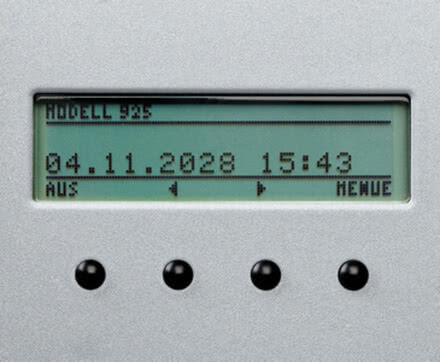 MODELL 925
04.11.2028 15:43
AUS ◀ ▶ MENUE